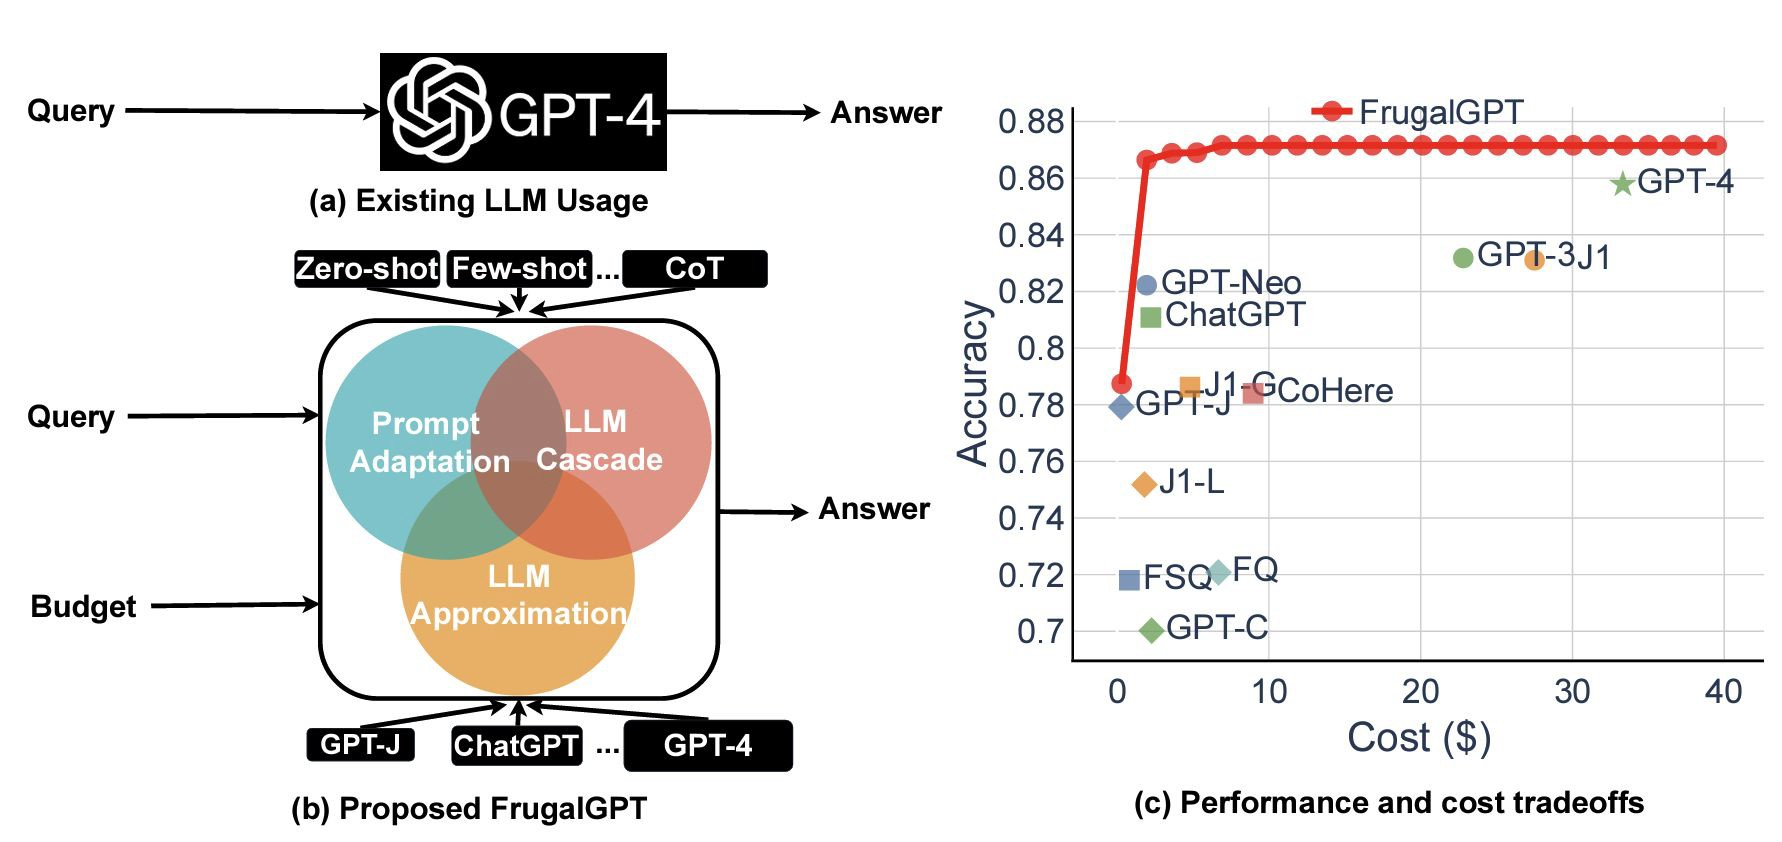 Query
GPT-4
Answer
(a) Existing LLM Usage
Zero-shot
Few-shot
...
CoT
Query
Budget
Prompt
Adaptation
LLM
Cascade
LLM
Approximation
Answer
GPT-J
ChatGPT
...
GPT-4
(b) Proposed FrugalGPT
FrugalGPT
0.88
0.86
0.84
0.82
0.8
0.78
0.76
0.74
0.72
0.7
Accuracy
GPT-4
GPT-3
J1
GPT-Neo
ChatGPT
J1-G
CoHere
GPT-J
J1-L
FSQ
FQ
GPT-C
0 10 20 30 40
Cost ($)
(c) Performance and cost tradeoffs